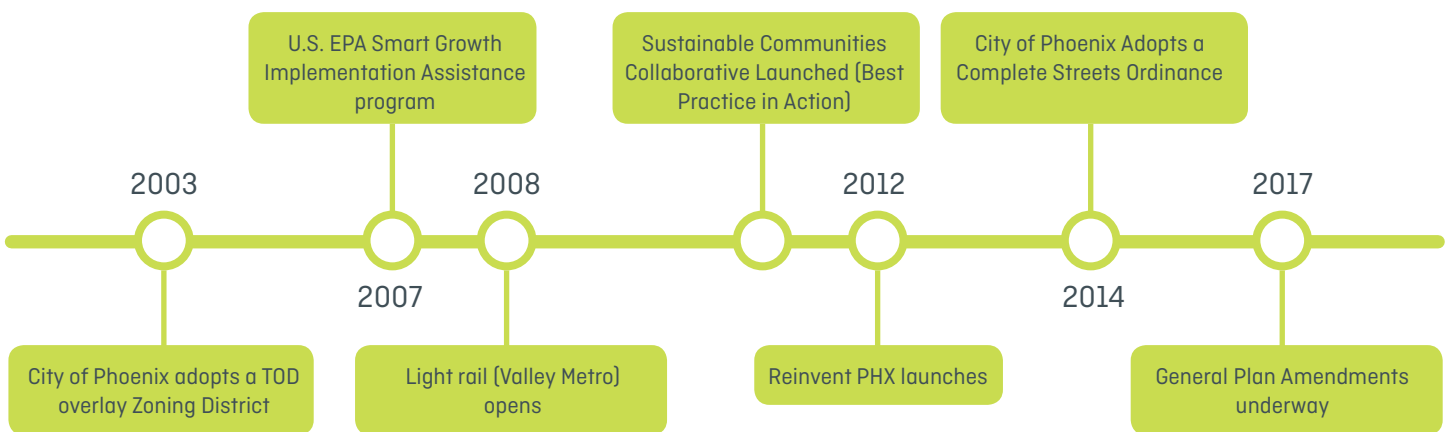 U.S. EPA Smart Growth
Implementation Assistance
program
Sustainable Communities
Collaborative Launched (Best
Practice in Action)
City of Phoenix Adopts a
Complete Streets Ordinance
2003
2008
2012
2017
2007
2014
City of Phoenix adopts a TOD
overlay Zoning District
Light rail (Valley Metro)
opens
Reinvent PHX launches
General Plan Amendments
underway